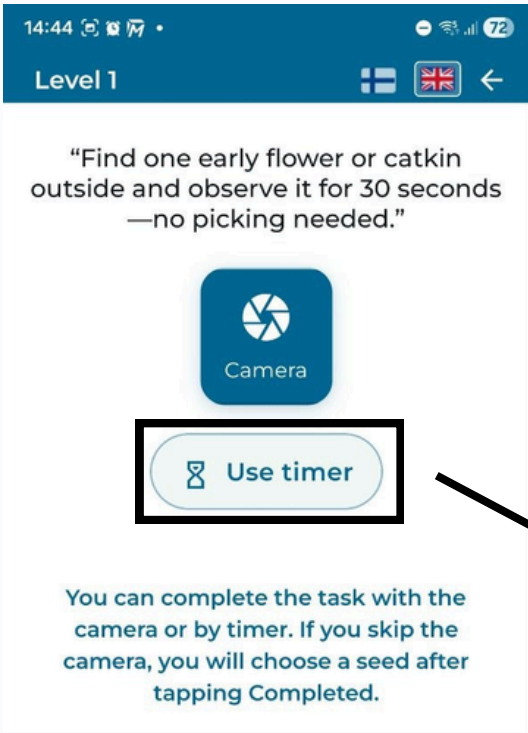 14:44
72
Level 1
“Find one early flower or catkin
outside and observe it for 30 seconds
—no picking needed.”
Camera
Use timer
You can complete the task with the
camera or by timer. If you skip the
camera, you will choose a seed after
tapping Completed.